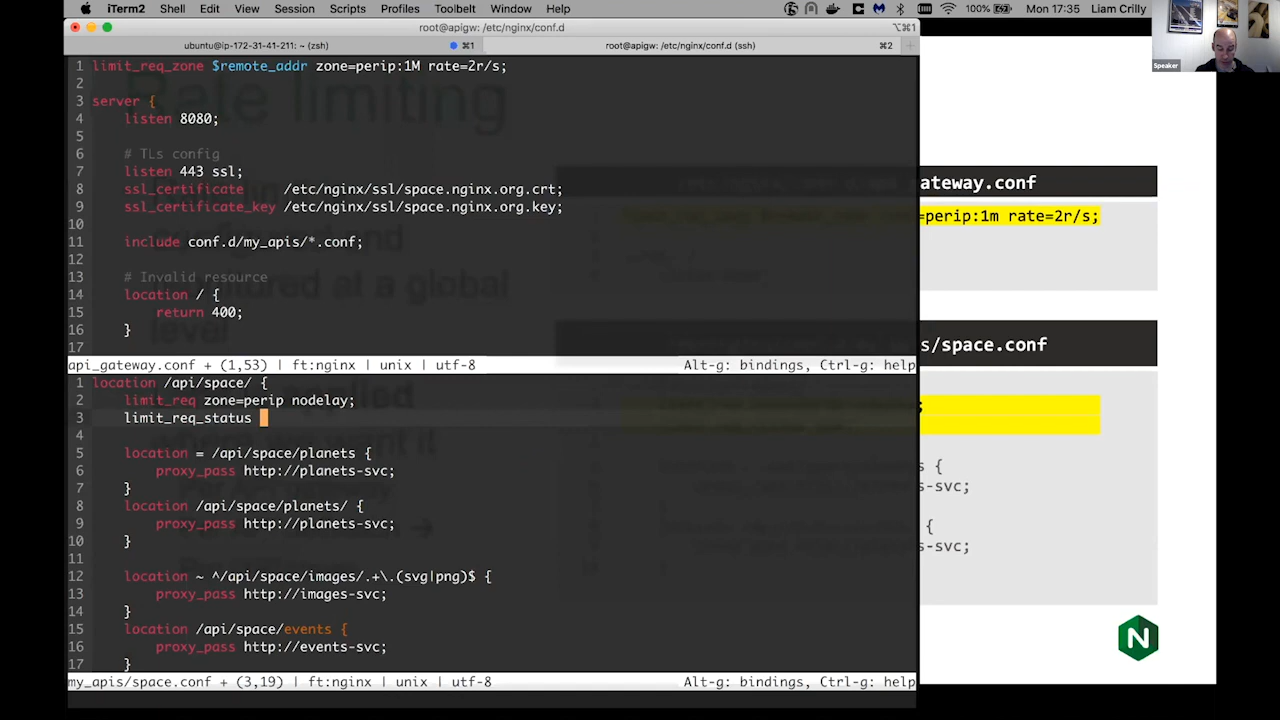 iTerm2 Shell Edit View Session Scripts Profiles Toolbelt Window Help 100% Mon 17:35 Liam Crilly
root@apigw: /etc/nginx/conf.d ⌥⌘1
ubuntu@ip-172-31-41-211: ~ (zsh) ⌘1 root@apigw: /etc/nginx/conf.d (ssh) ⌘2 +
Speaker
1 limit_req_zone $remote_addr zone=perip:1M rate=2r/s;
2
3 server {
4 listen 8080;
5
6 # TLs config
7 listen 443 ssl;
8 ssl_certificate /etc/nginx/ssl/space.nginx.org.crt;
9 ssl_certificate_key /etc/nginx/ssl/space.nginx.org.key;
10
11 include conf.d/my_apis/*.conf;
12
13 # Invalid resource
14 location / {
15 return 400;
16 }
17
api_gateway.conf + (1,53) | ft:nginx | unix | utf-8 Alt-g: bindings, Ctrl-g: help
1 location /api/space/ {
2 limit_req zone=perip nodelay;
3 limit_req_status
4
5 location = /api/space/planets {
6 proxy_pass http://planets-svc;
7 }
8 location /api/space/planets/ {
9 proxy_pass http://planets-svc;
10 }
11
12 location ~ ^/api/space/images/.+\.(svg|png)$ {
13 proxy_pass http://images-svc;
14 }
15 location /api/space/events {
16 proxy_pass http://events-svc;
17 }
my_apis/space.conf + (3,19) | ft:nginx | unix | utf-8 Alt-g: bindings, Ctrl-g: help
Rate limiting
level
ateway.conf
=perip:1m rate=2r/s;
s/space.conf
;
s {
s-svc;
{
s-svc;
N